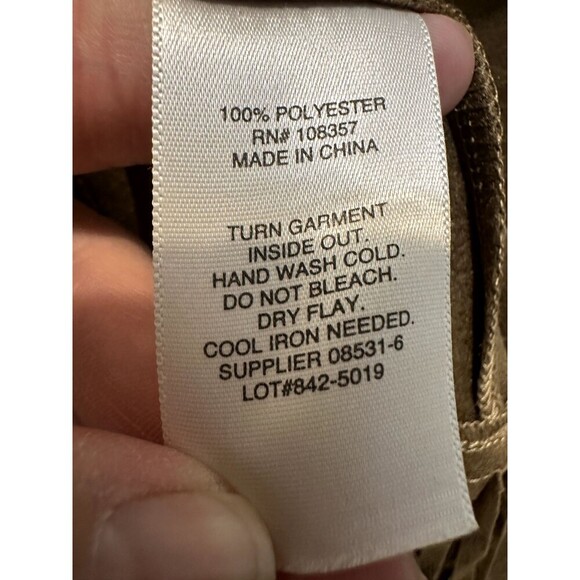 100% POLYESTER
RN# 108357
MADE IN CHINA
TURN GARMENT
INSIDE OUT.
HAND WASH COLD.
DO NOT BLEACH.
DRY FLAY.
COOL IRON NEEDED.
SUPPLIER 08531-6
LOT#842-5019